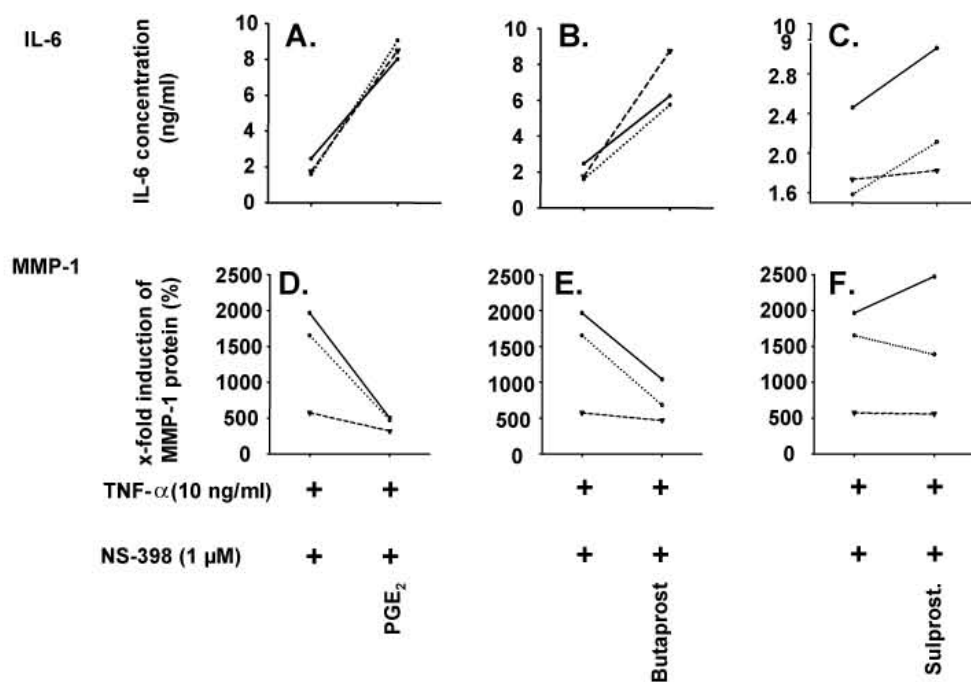 IL-6
IL-6 concentration
(ng/ml)
A.
10
8
6
4
2
0
B.
10
8
6
4
2
0
C.
10
9
2.8
2.4
2.0
1.6
MMP-1
x-fold induction of
MMP-1 protein (%)
D.
2500
2000
1500
1000
500
0
E.
2500
2000
1500
1000
500
0
F.
2500
2000
1500
1000
500
0
TNF-α(10 ng/ml) + + + + + +
NS-398 (1 µM) + + + + + +
PGE₂
Butaprost
Sulprost.